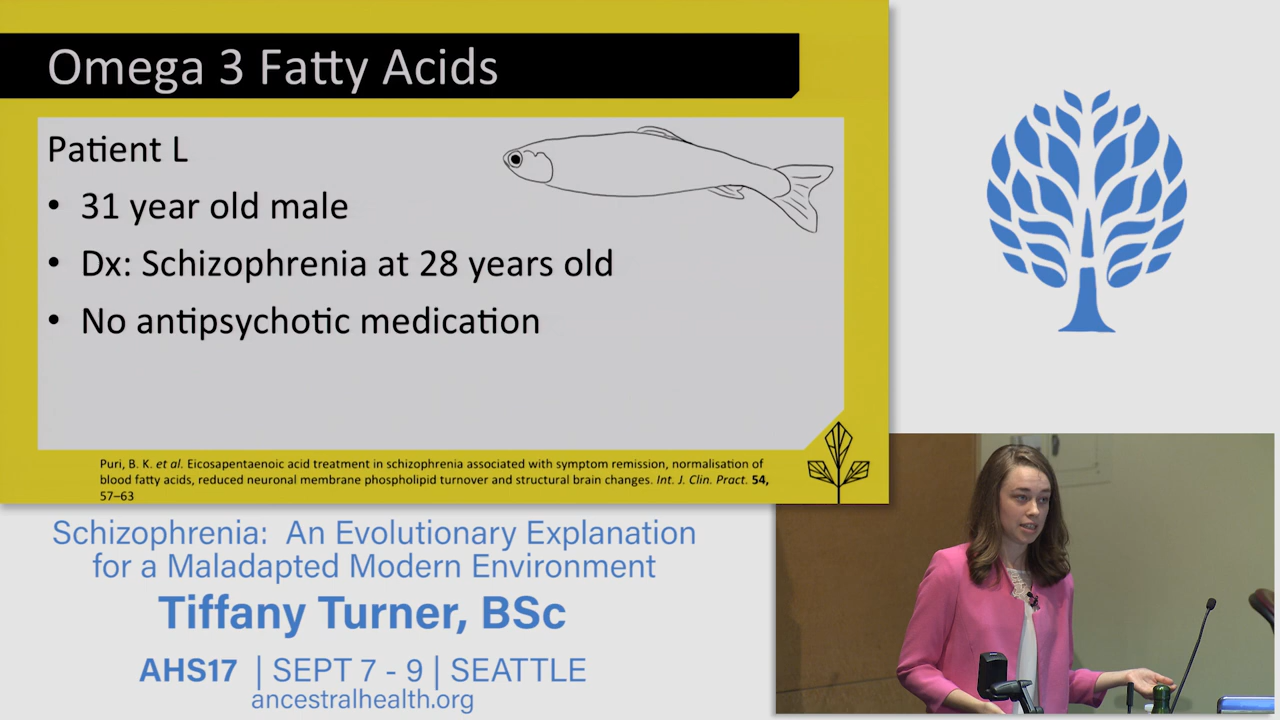 Omega 3 Fatty Acids
Patient L
• 31 year old male
• Dx: Schizophrenia at 28 years old
• No antipsychotic medication
Puri, B. K. et al. Eicosapentaenoic acid treatment in schizophrenia associated with symptom remission, normalisation of
blood fatty acids, reduced neuronal membrane phospholipid turnover and structural brain changes. Int. J. Clin. Pract. 54,
57–63
Schizophrenia: An Evolutionary Explanation
for a Maladapted Modern Environment
Tiffany Turner, BSc
AHS17 | SEPT 7 - 9 | SEATTLE
ancestralhealth.org